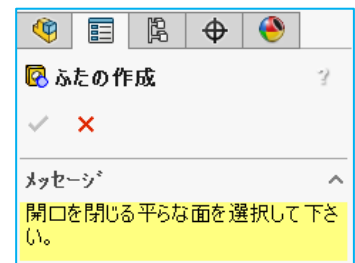 ふたの作成
?
メッセージ
開口を閉じる平らな面を選択して下さ
い。